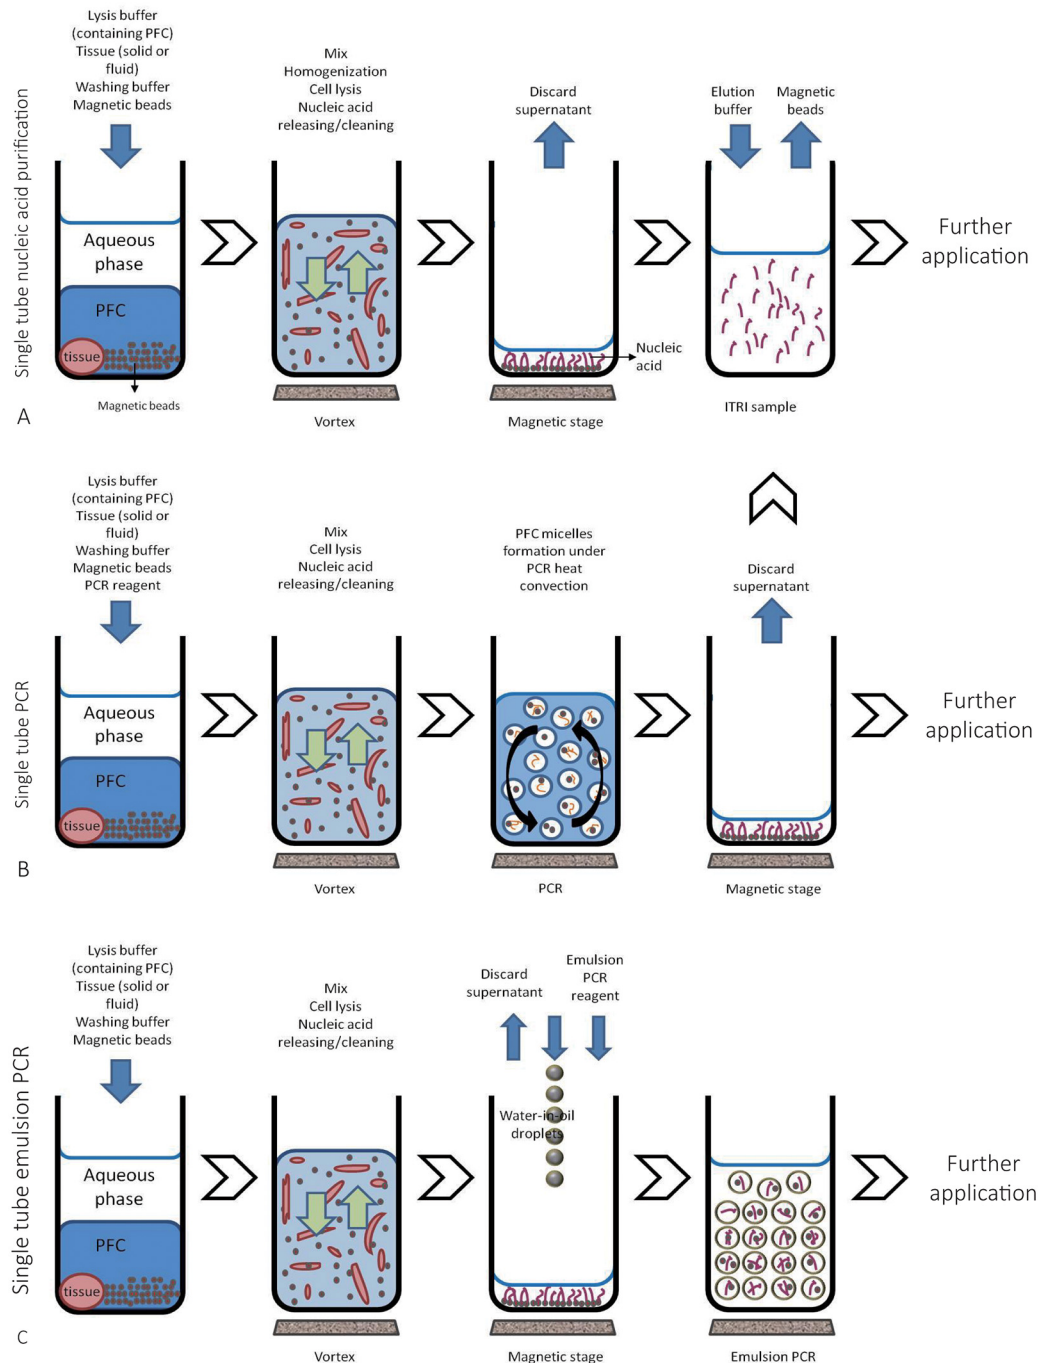 Single tube nucleic acid purification
A
Lysis buffer
(containing PFC)
Tissue (solid or
fluid)
Washing buffer
Magnetic beads
Aqueous
phase
PFC
tissue
Magnetic beads
Mix
Homogenization
Cell lysis
Nucleic acid
releasing/cleaning
Vortex
Discard
supernatant
Nucleic
acid
Magnetic stage
Elution
buffer
Magnetic
beads
ITRI sample
Further
application
Single tube PCR
B
Lysis buffer
(containing PFC)
Tissue (solid or
fluid)
Washing buffer
Magnetic beads
PCR reagent
Aqueous
phase
PFC
tissue
Mix
Cell lysis
Nucleic acid
releasing/cleaning
Vortex
PFC micelles
formation under
PCR heat
convection
PCR
Discard
supernatant
Magnetic stage
Further
application
Single tube emulsion PCR
C
Lysis buffer
(containing PFC)
Tissue (solid or
fluid)
Washing buffer
Magnetic beads
Aqueous
phase
PFC
tissue
Mix
Cell lysis
Nucleic acid
releasing/cleaning
Vortex
Discard
supernatant
Emulsion
PCR
reagent
Water-in-oil
droplets
Magnetic stage
Emulsion PCR
Further
application